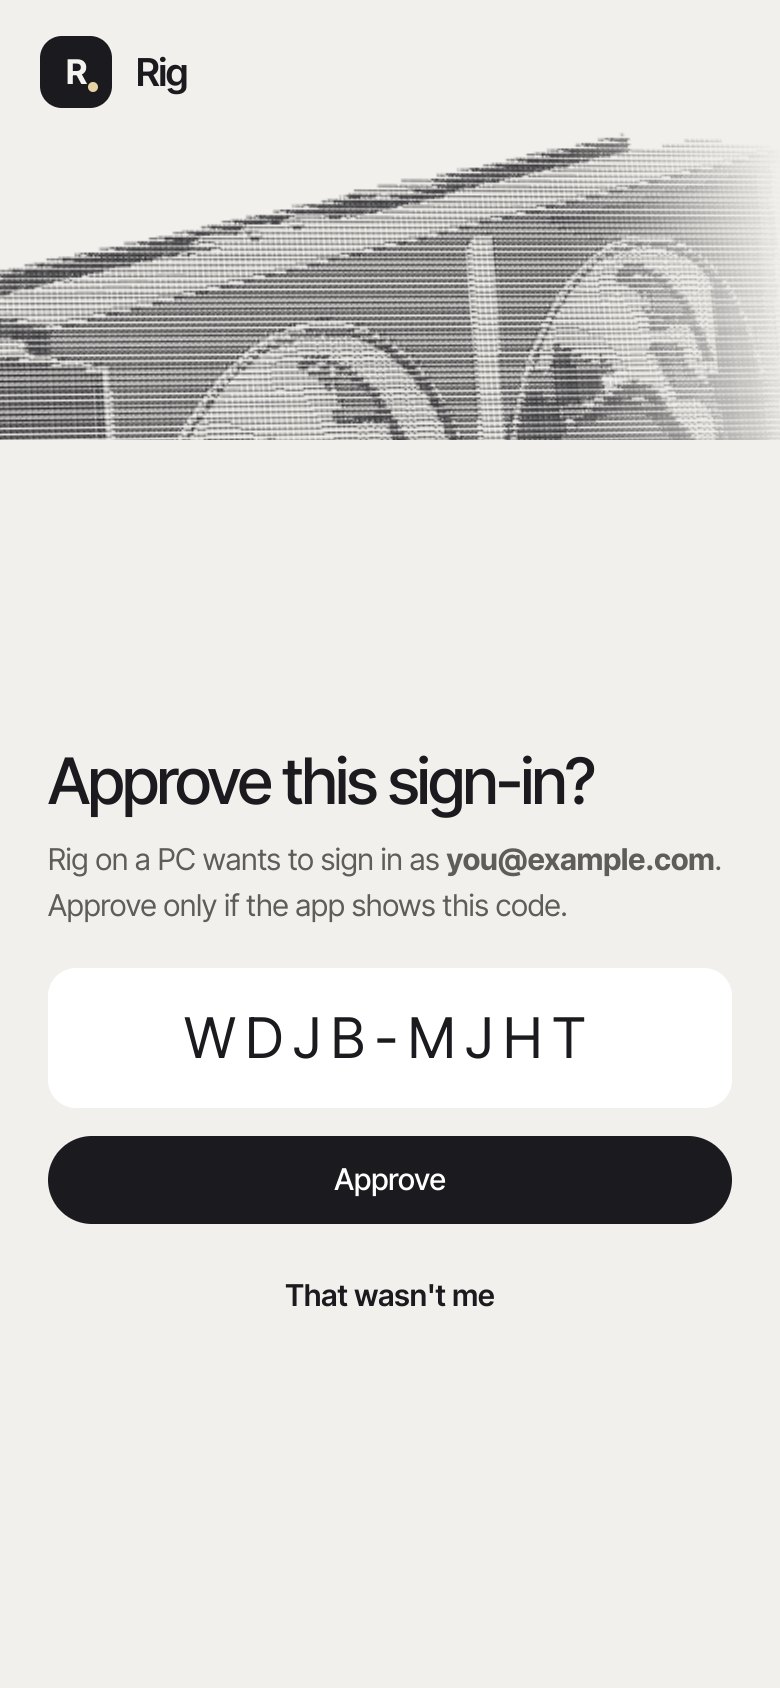 R.
Rig
Approve this sign-in?
Rig on a PC wants to sign in as you@example.com.
Approve only if the app shows this code.
WDJB-MJHT
Approve
That wasn't me